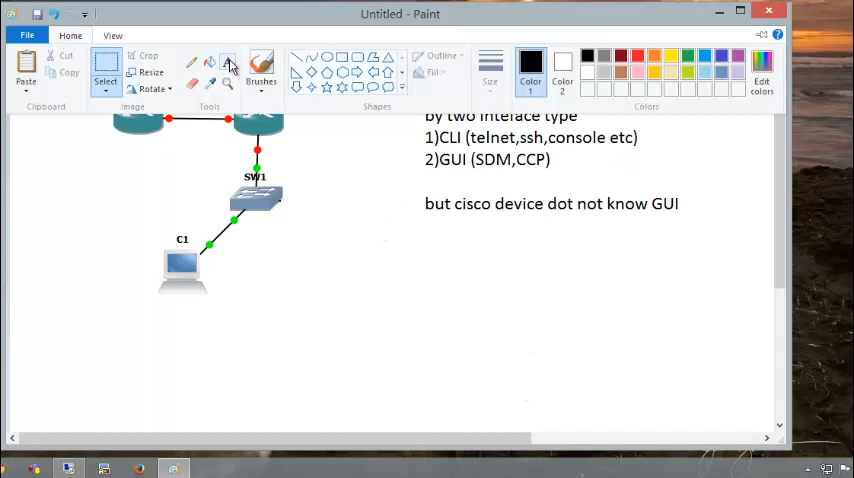 Untitled - Paint
File
Home
View
Paste
Cut
Copy
Clipboard
Select
Crop
Resize
Rotate
Image
A
Tools
Brushes
Shapes
Outline
Fill
Size
Color 1
Color 2
Edit colors
Colors
by two inteface type
1)CLI (telnet,ssh,console etc)
2)GUI (SDM,CCP)
but cisco device dot not know GUI
SW1
C1